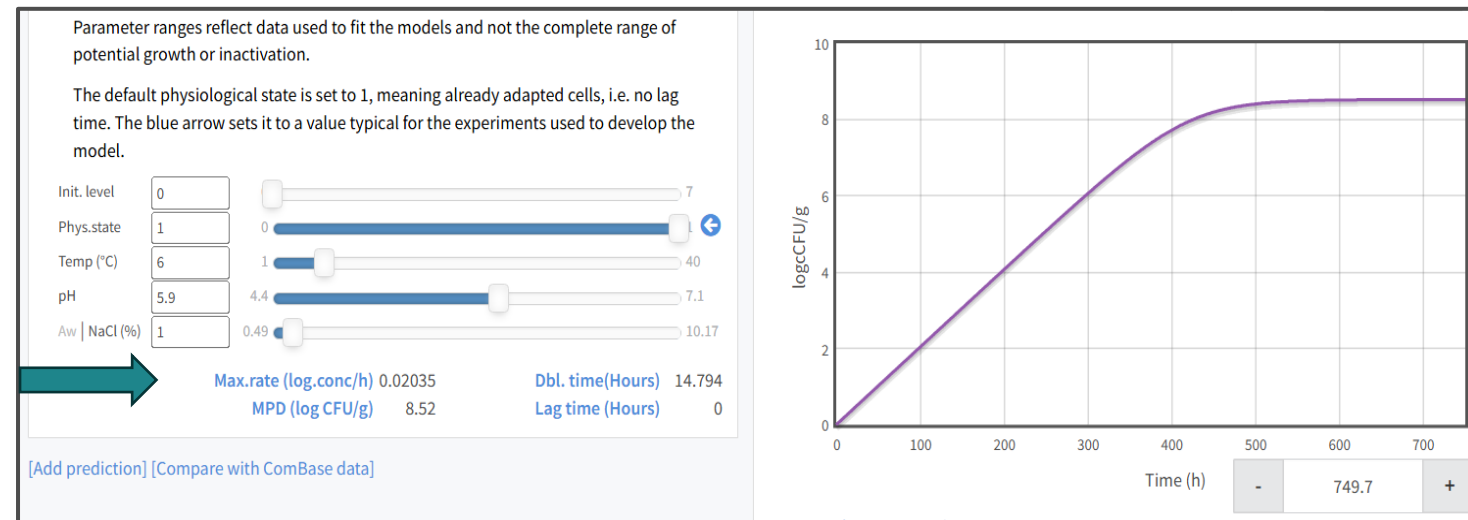 Parameter ranges reflect data used to fit the models and not the complete range of
potential growth or inactivation.
The default physiological state is set to 1, meaning already adapted cells, i.e. no lag
time. The blue arrow sets it to a value typical for the experiments used to develop the
model.
Init. level 0 7
Phys.state 1 0 1
Temp (°C) 6 1 40
pH 5.9 4.4 7.1
Aw | NaCl (%) 1 0.49 10.17
Max.rate (log.conc/h) 0.02035 Dbl. time(Hours) 14.794
MPD (log CFU/g) 8.52 Lag time (Hours) 0
[Add prediction] [Compare with ComBase data]
10
8
6
4
2
0
logcCFU/g
0 100 200 300 400 500 600 700
Time (h) - 749.7 +